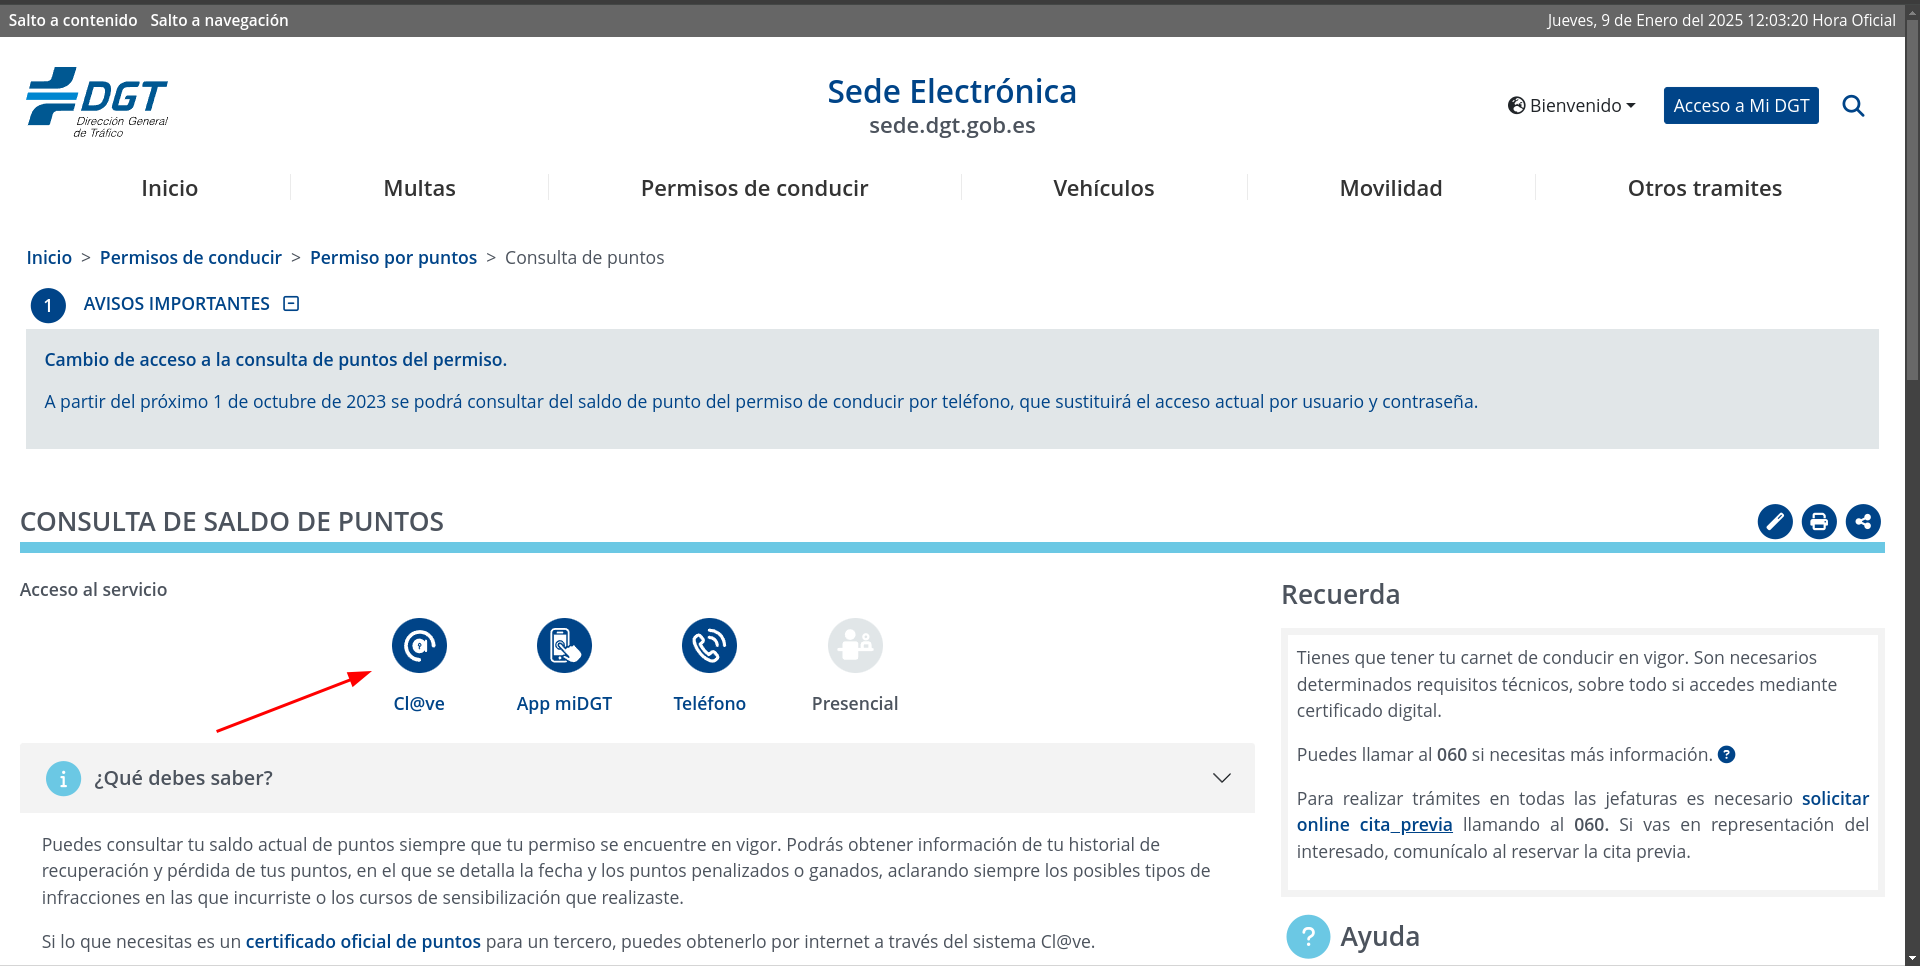 Salto a contenido Salto a navegación
Jueves, 9 de Enero del 2025 12:03:20 Hora Oficial
DGT
Dirección General
de Tráfico
Sede Electrónica
sede.dgt.gob.es
Bienvenido
Acceso a Mi DGT
Inicio Multas Permisos de conducir Vehículos Movilidad Otros tramites
Inicio > Permisos de conducir > Permiso por puntos > Consulta de puntos
1 AVISOS IMPORTANTES
Cambio de acceso a la consulta de puntos del permiso.
A partir del próximo 1 de octubre de 2023 se podrá consultar del saldo de punto del permiso de conducir por teléfono, que sustituirá el acceso actual por usuario y contraseña.
CONSULTA DE SALDO DE PUNTOS
Acceso al servicio
Cl@ve App miDGT Teléfono Presencial
i ¿Qué debes saber?
Puedes consultar tu saldo actual de puntos siempre que tu permiso se encuentre en vigor. Podrás obtener información de tu historial de
recuperación y pérdida de tus puntos, en el que se detalla la fecha y los puntos penalizados o ganados, aclarando siempre los posibles tipos de
infracciones en las que incurriste o los cursos de sensibilización que realizaste.
Si lo que necesitas es un certificado oficial de puntos para un tercero, puedes obtenerlo por internet a través del sistema Cl@ve.
Recuerda
Tienes que tener tu carnet de conducir en vigor. Son necesarios
determinados requisitos técnicos, sobre todo si accedes mediante
certificado digital.
Puedes llamar al 060 si necesitas más información. ?
Para realizar trámites en todas las jefaturas es necesario solicitar
online cita previa llamando al 060. Si vas en representación del
interesado, comunícalo al reservar la cita previa.
? Ayuda